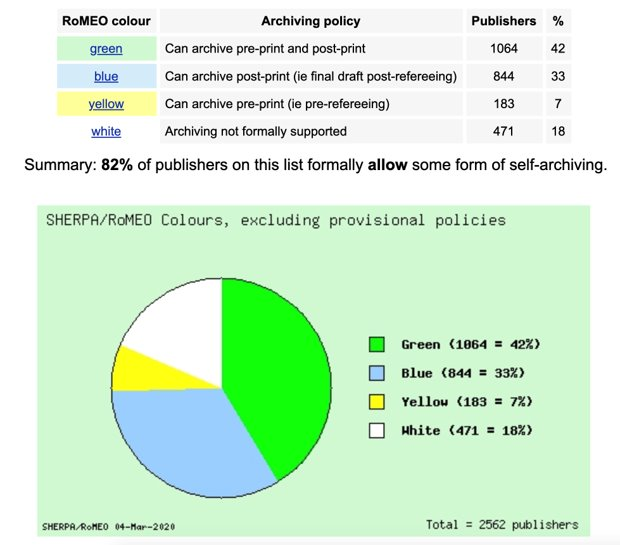 RoMEO colour Archiving policy Publishers %
green Can archive pre-print and post-print 1064 42
blue Can archive post-print (ie final draft post-refereeing) 844 33
yellow Can archive pre-print (ie pre-refereeing) 183 7
white Archiving not formally supported 471 18
Summary: 82% of publishers on this list formally allow some form of self-archiving.
SHERPA/RoMEO Colours, excluding provisional policies
Green (1064 = 42%)
Blue (844 = 33%)
Yellow (183 = 7%)
White (471 = 18%)
SHERPA/RoMEO 04-Mar-2020 Total = 2562 publishers